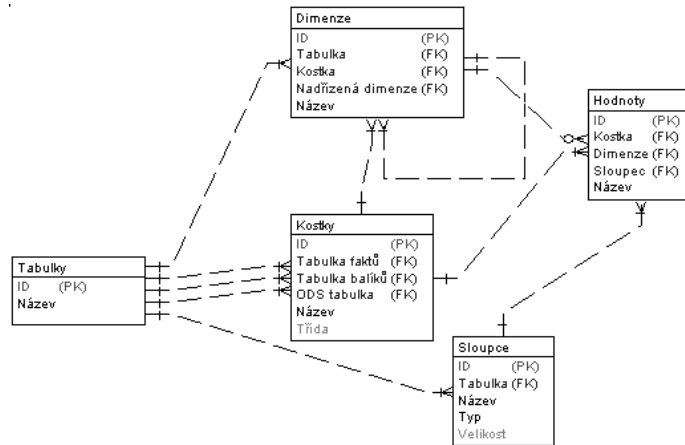 Dimenze
ID (PK)
Tabulka (FK)
Kostka (FK)
Nadřízená dimenze (FK)
Název
Hodnoty
ID (PK)
Kostka (FK)
Dimenze (FK)
Sloupec (FK)
Název
Kostky
ID (PK)
Tabulka faktů (FK)
Tabulka balíků (FK)
ODS tabulka (FK)
Název
Třída
Tabulky
ID (PK)
Název
Sloupce
ID (PK)
Tabulka (FK)
Název
Typ
Velikost